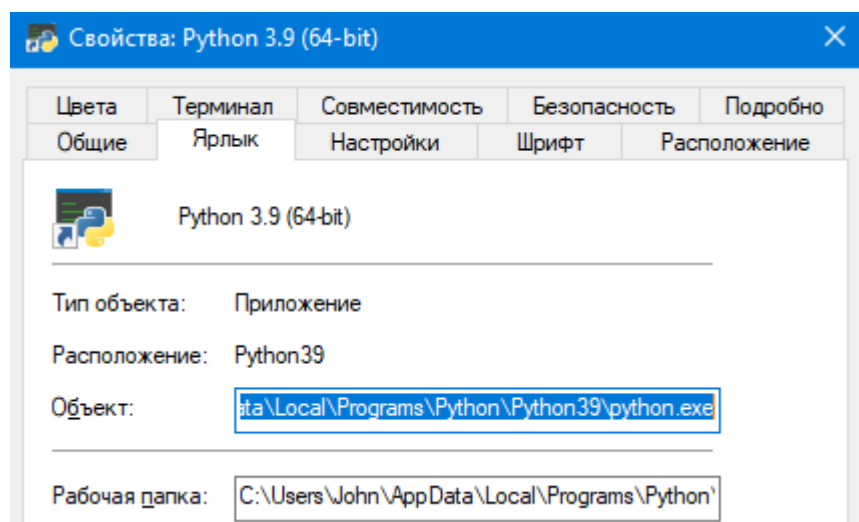 Свойства: Python 3.9 (64-bit)
Цвета Терминал Совместимость Безопасность Подробно
Общие Ярлык Настройки Шрифт Расположение
Python 3.9 (64-bit)
Тип объекта: Приложение
Расположение: Python39
Объект: ata\Local\Programs\Python\Python39\python.exe
Рабочая папка: C:\Users\John\AppData\Local\Programs\Python\